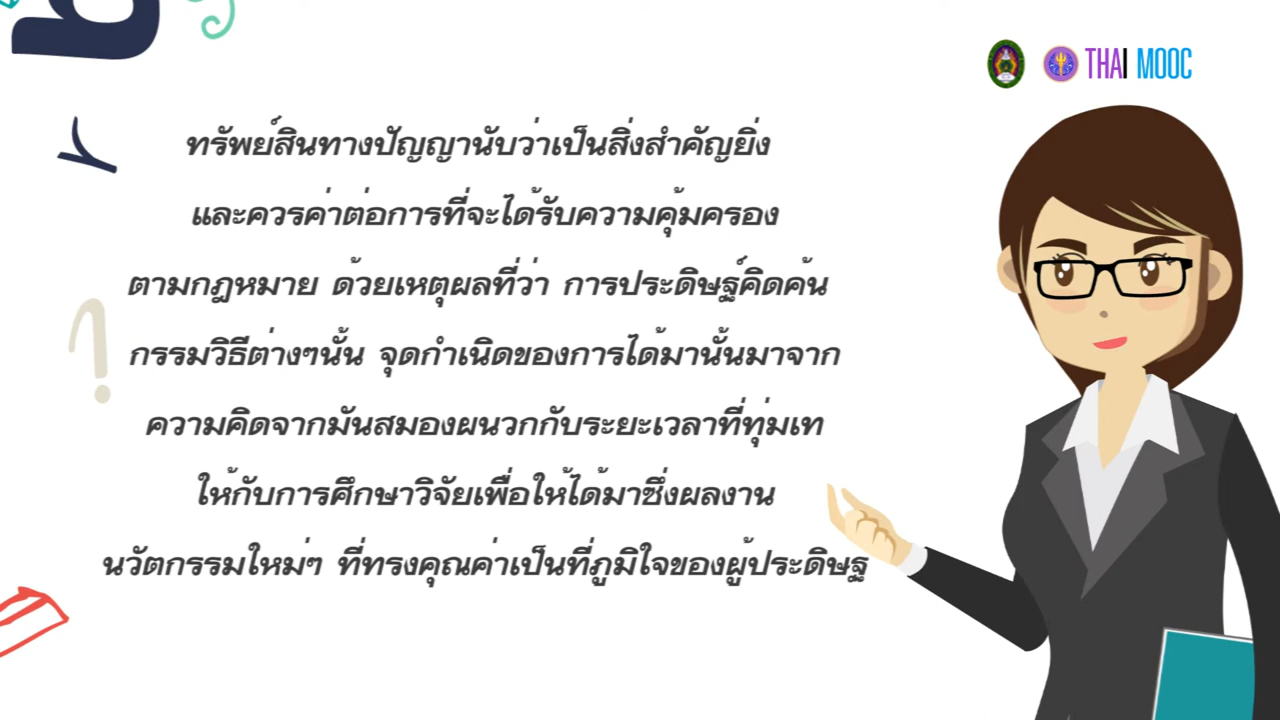 THAI MOOC
ทรัพย์สินทางปัญญานับว่าเป็นสิ่งสำคัญยิ่ง
และควรค่าต่อการที่จะได้รับความคุ้มครอง
ตามกฎหมาย ด้วยเหตุผลที่ว่า การประดิษฐ์คิดค้น
กรรมวิธีต่างๆนั้น จุดกำเนิดของการได้มานั้นมาจาก
ความคิดจากมันสมองผนวกกับระยะเวลาที่ทุ่มเท
ให้กับการศึกษาวิจัยเพื่อให้ได้มาซึ่งผลงาน
นวัตกรรมใหม่ๆ ที่ทรงคุณค่าเป็นที่ภูมิใจของผู้ประดิษฐ